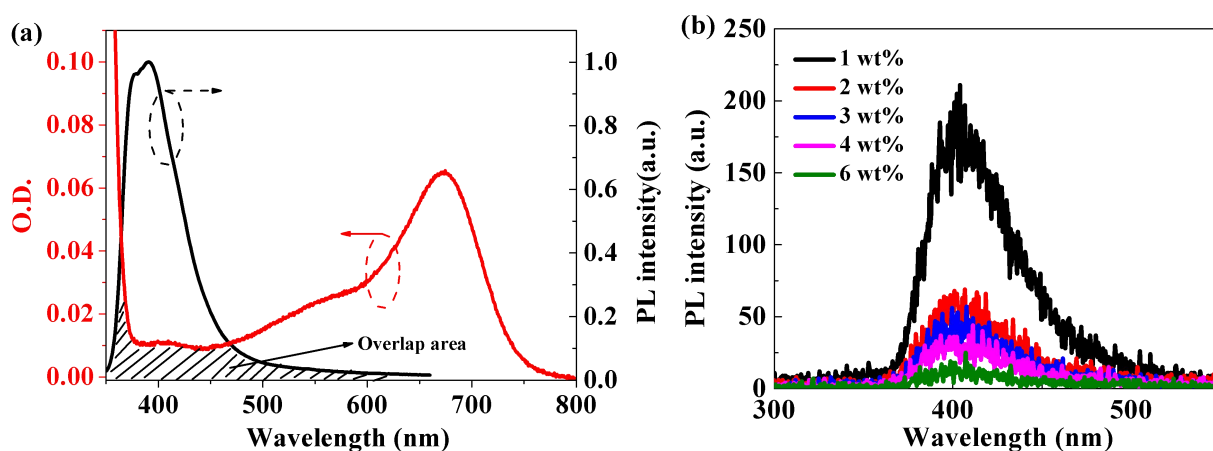 (a)
O.D.
0.10
0.08
0.06
0.04
0.02
0.00
1.0
0.8
0.6
0.4
0.2
0.0
PL intensity(a.u.)
Overlap area
400 500 600 700 800
Wavelength (nm)
(b)
PL intensity (a.u.)
250
200
150
100
50
0
1 wt%
2 wt%
3 wt%
4 wt%
6 wt%
300 400 500
Wavelength (nm)